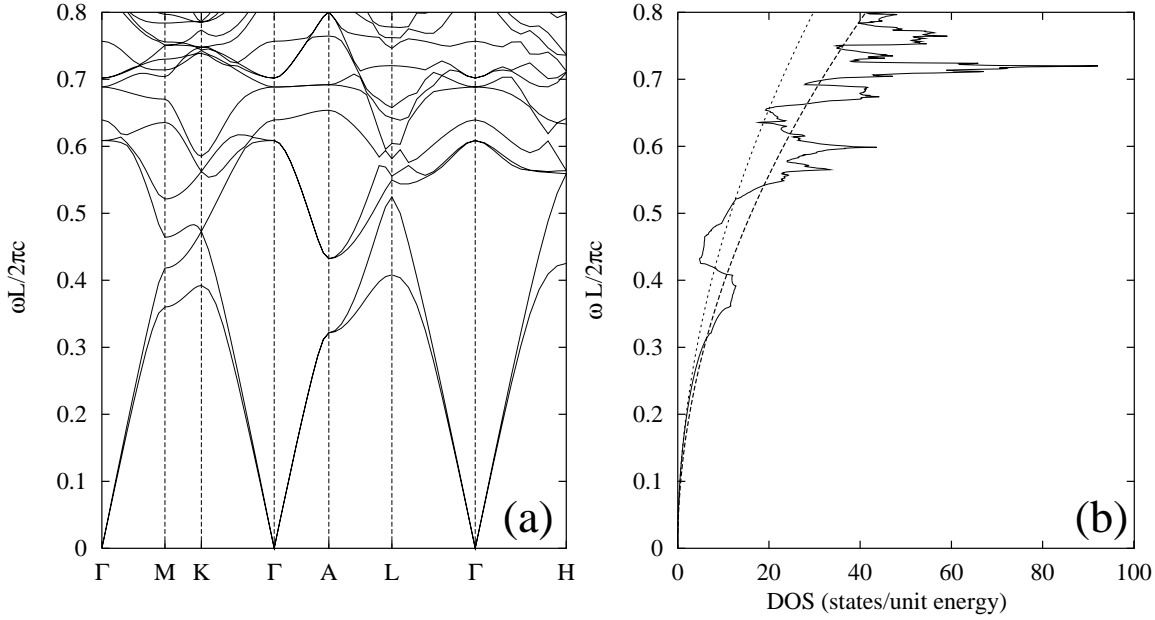 0.8
0.7
0.6
0.5
0.4
0.3
0.2
0.1
0
ωL/2πc
Γ M K Γ A L Γ H
(a)
0.8
0.7
0.6
0.5
0.4
0.3
0.2
0.1
0
ω L/2πc
0 20 40 60 80 100
DOS (states/unit energy)
(b)